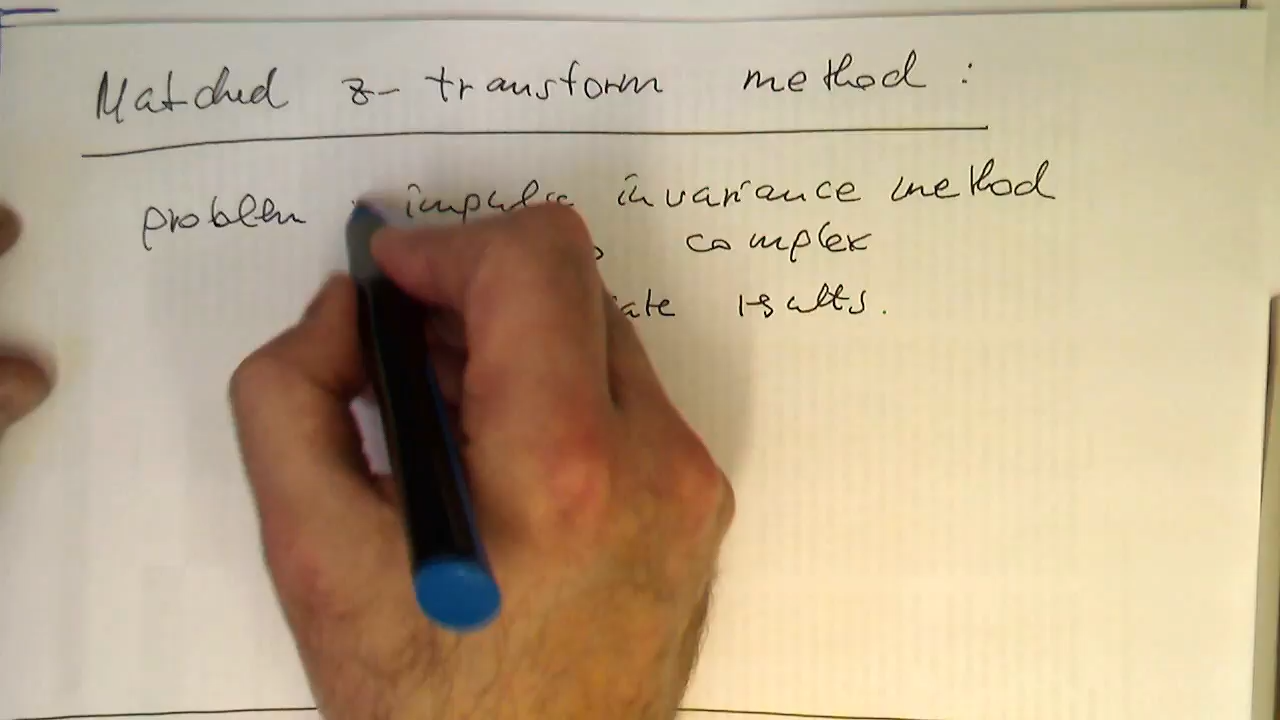 Matched z-transform method :
problem impulse invariance method
complex
results.